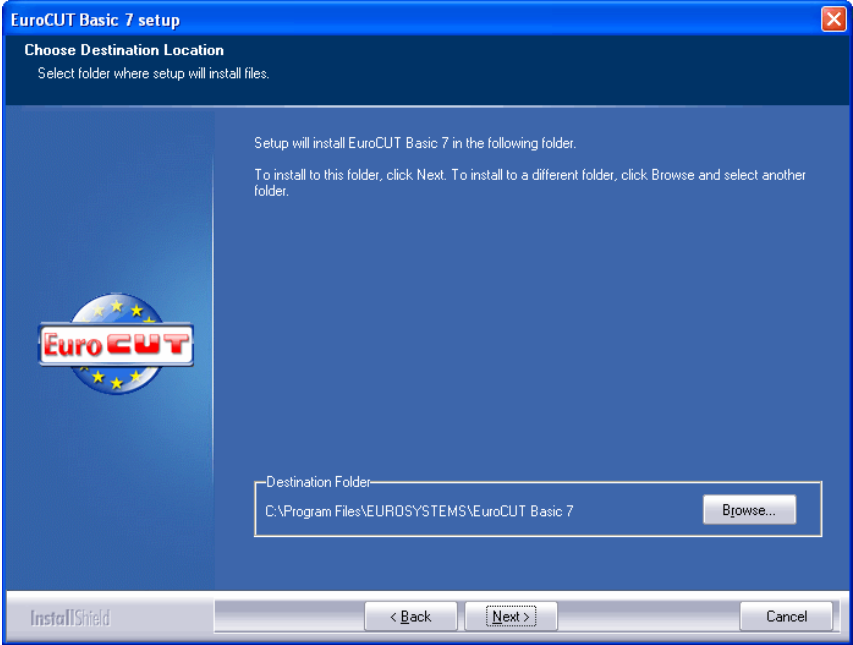 EuroCUT Basic 7 setup
Choose Destination Location
Select folder where setup will install files.
Setup will install EuroCUT Basic 7 in the following folder.
To install to this folder, click Next. To install to a different folder, click Browse and select another
folder.
Euro CUT
Destination Folder
C:\Program Files\EUROSYSTEMS\EuroCUT Basic 7
Browse...
InstallShield
< Back
Next >
Cancel